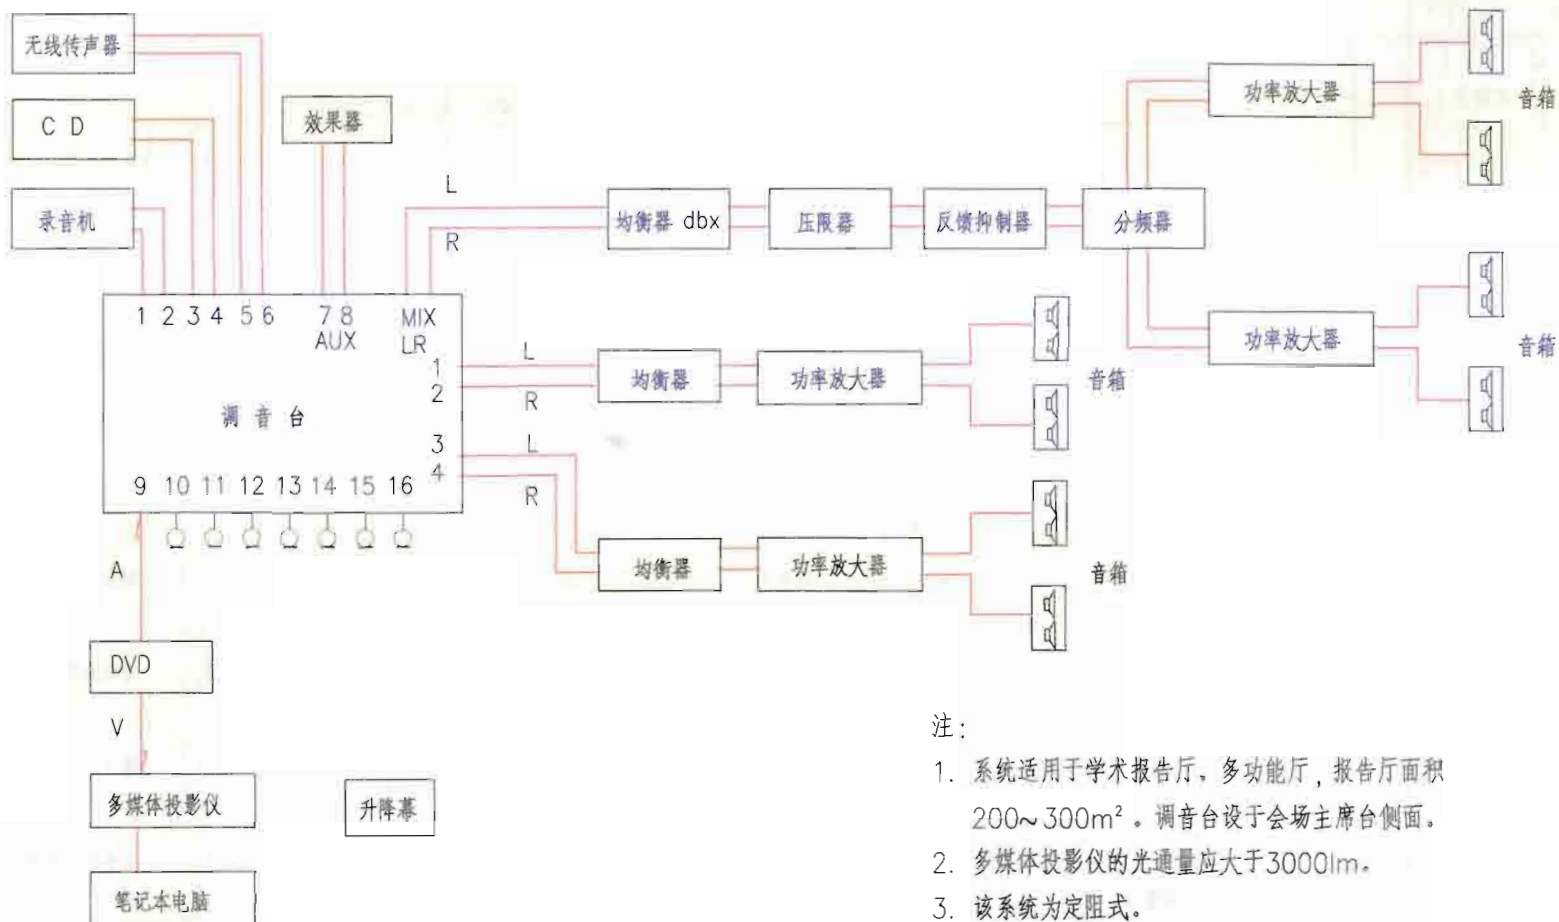 无线传声器
C D
录音机
效果器
L
R
均衡器 dbx
压限器
反馈抑制器
分频器
功率放大器
音箱
功率放大器
音箱
1 2 3 4 5 6 7 8 MIX
AUX LR
1
2
3
4
调 音 台
9 10 11 12 13 14 15 16
L
R
均衡器
功率放大器
音箱
L
R
均衡器
功率放大器
音箱
A
DVD
V
多媒体投影仪
升降幕
笔记本电脑
注:
1. 系统适用于学术报告厅、多功能厅,报告厅面积
200~300m²。调音台设于会场主席台侧面。
2. 多媒体投影仪的光通量应大于3000lm。
3. 该系统为定阻式。